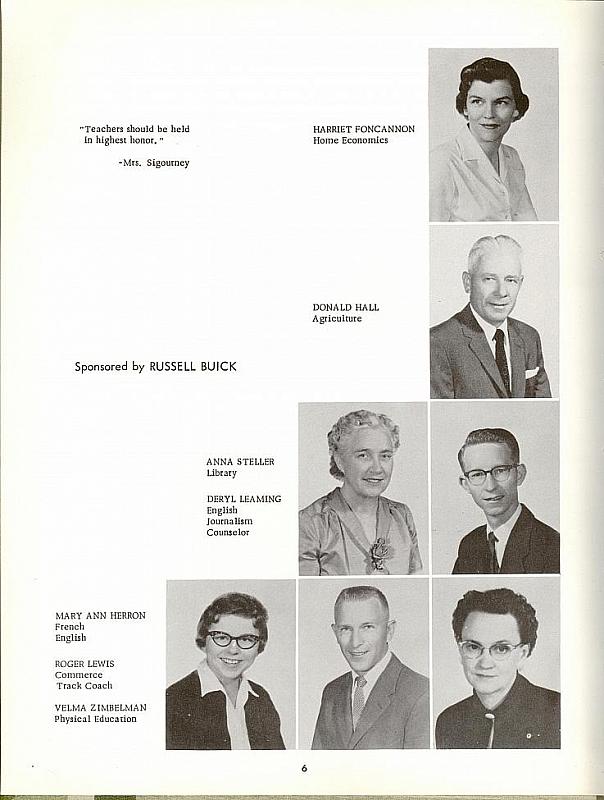 "Teachers should be held
in highest honor."
-Mrs. Sigourney
HARRIET FONCANNON
Home Economics
DONALD HALL
Agriculture
Sponsored by RUSSELL BUICK
ANNA STELLER
Library
DERYL LEAMING
English
Journalism
Counselor
MARY ANN HERRON
French
English
ROGER LEWIS
Commerce
Track Coach
VELMA ZIMBELMAN
Physical Education
6